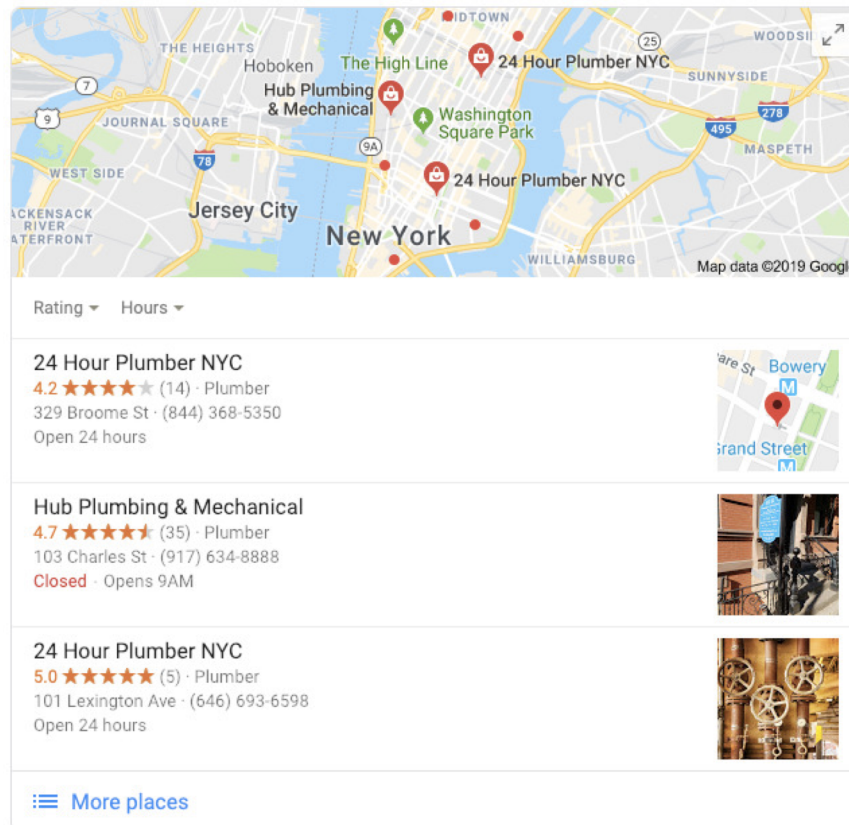 MIDTOWN
THE HEIGHTS
Hoboken
The High Line
24 Hour Plumber NYC
25
WOODSI
SUNNYSIDE
7
Hub Plumbing
& Mechanical
9
JOURNAL SQUARE
Washington
Square Park
278
495
9A
MASPETH
78
WEST SIDE
24 Hour Plumber NYC
Jersey City
ACKENSACK
RIVER
ATERFRONT
New York
WILLIAMSBURG
Map data ©2019 Google
Rating
Hours
24 Hour Plumber NYC
4.2 (14) · Plumber
329 Broome St · (844) 368-5350
Open 24 hours
are St
Bowery
M
Grand Street
M
Hub Plumbing & Mechanical
4.7 (35) · Plumber
103 Charles St · (917) 634-8888
Closed · Opens 9AM
24 Hour Plumber NYC
5.0 (5) · Plumber
101 Lexington Ave · (646) 693-6598
Open 24 hours
More places